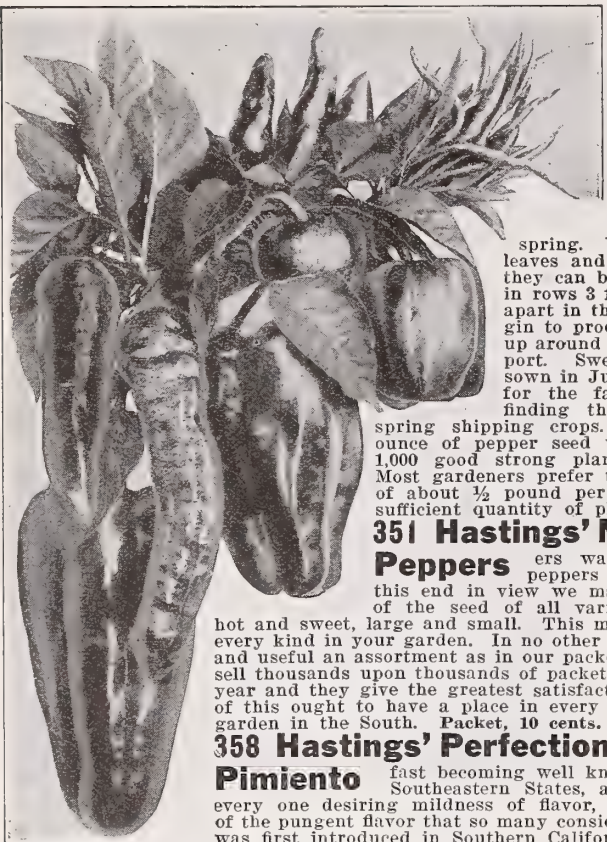 spring.
leaves and
they can b
in rows 3
apart in th
gin to proc
up around
port. Swe
sown in Ju
for the fa
finding th
spring shipping crops.
ounce of pepper seed
1,000 good strong plan
Most gardeners prefer
of about ½ pound per
sufficient quantity of p
351 Hastings'
Peppers ers wa
peppers
this end in view we m
of the seed of all vari
hot and sweet, large and small. This m
every kind in your garden. In no other
and useful an assortment as in our pack
sell thousands upon thousands of packet
year and they give the greatest satisfact
of this ought to have a place in every
garden in the South. Packet, 10 cents.
358 Hastings' Perfection
Pimiento fast becoming well kn
Southeastern States, a
every one desiring mildness of flavor,
of the pungent flavor that so many consi
was first introduced in Southern Califor